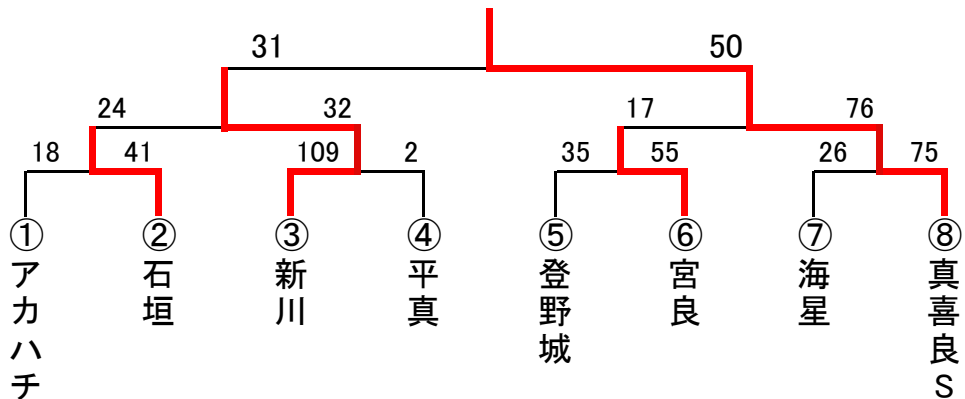 31 50
24 32 17 76
18 41 109 2 35 55 26 75
① ② ③ ④ ⑤ ⑥ ⑦ ⑧
アカハチ
石垣
新川
平真
登野城
宮良
海星
真喜良S